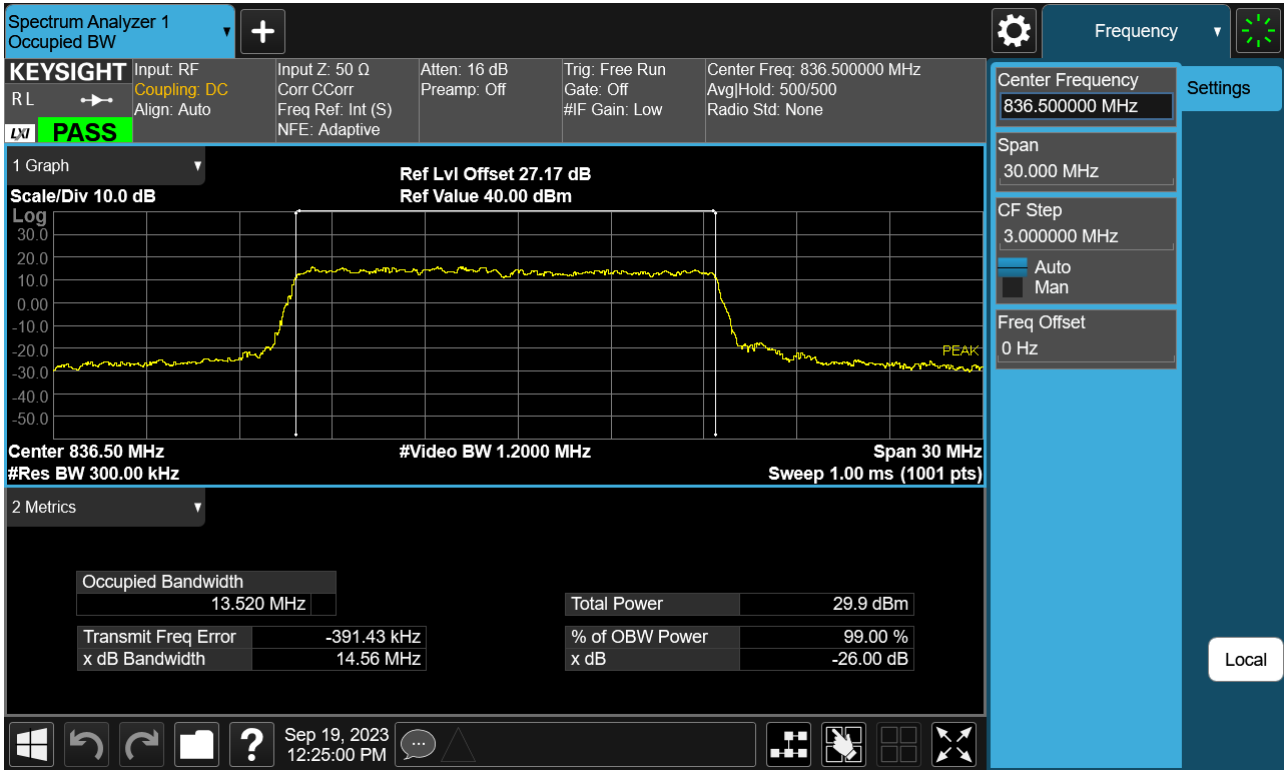 Spectrum Analyzer 1
Occupied BW
Frequency
KEYSIGHT
R L
LXI PASS
Input: RF
Coupling: DC
Align: Auto
Input Z: 50 Ω
Corr CCorr
Freq Ref: Int (S)
NFE: Adaptive
Atten: 16 dB
Preamp: Off
Trig: Free Run
Gate: Off
#IF Gain: Low
Center Freq: 836.500000 MHz
Avg|Hold: 500/500
Radio Std: None
1 Graph
Scale/Div 10.0 dB
Ref Lvl Offset 27.17 dB
Ref Value 40.00 dBm
Log
30.0
20.0
10.0
0.00
-10.0
-20.0
-30.0
-40.0
-50.0
PEAK
Center 836.50 MHz
#Video BW 1.2000 MHz
Span 30 MHz
#Res BW 300.00 kHz
Sweep 1.00 ms (1001 pts)
2 Metrics
Occupied Bandwidth
13.520 MHz
Transmit Freq Error -391.43 kHz
x dB Bandwidth 14.56 MHz
Total Power 29.9 dBm
% of OBW Power 99.00 %
x dB -26.00 dB
Center Frequency
836.500000 MHz
Span
30.000 MHz
CF Step
3.000000 MHz
Auto
Man
Freq Offset
0 Hz
Settings
Local
?
Sep 19, 2023
12:25:00 PM